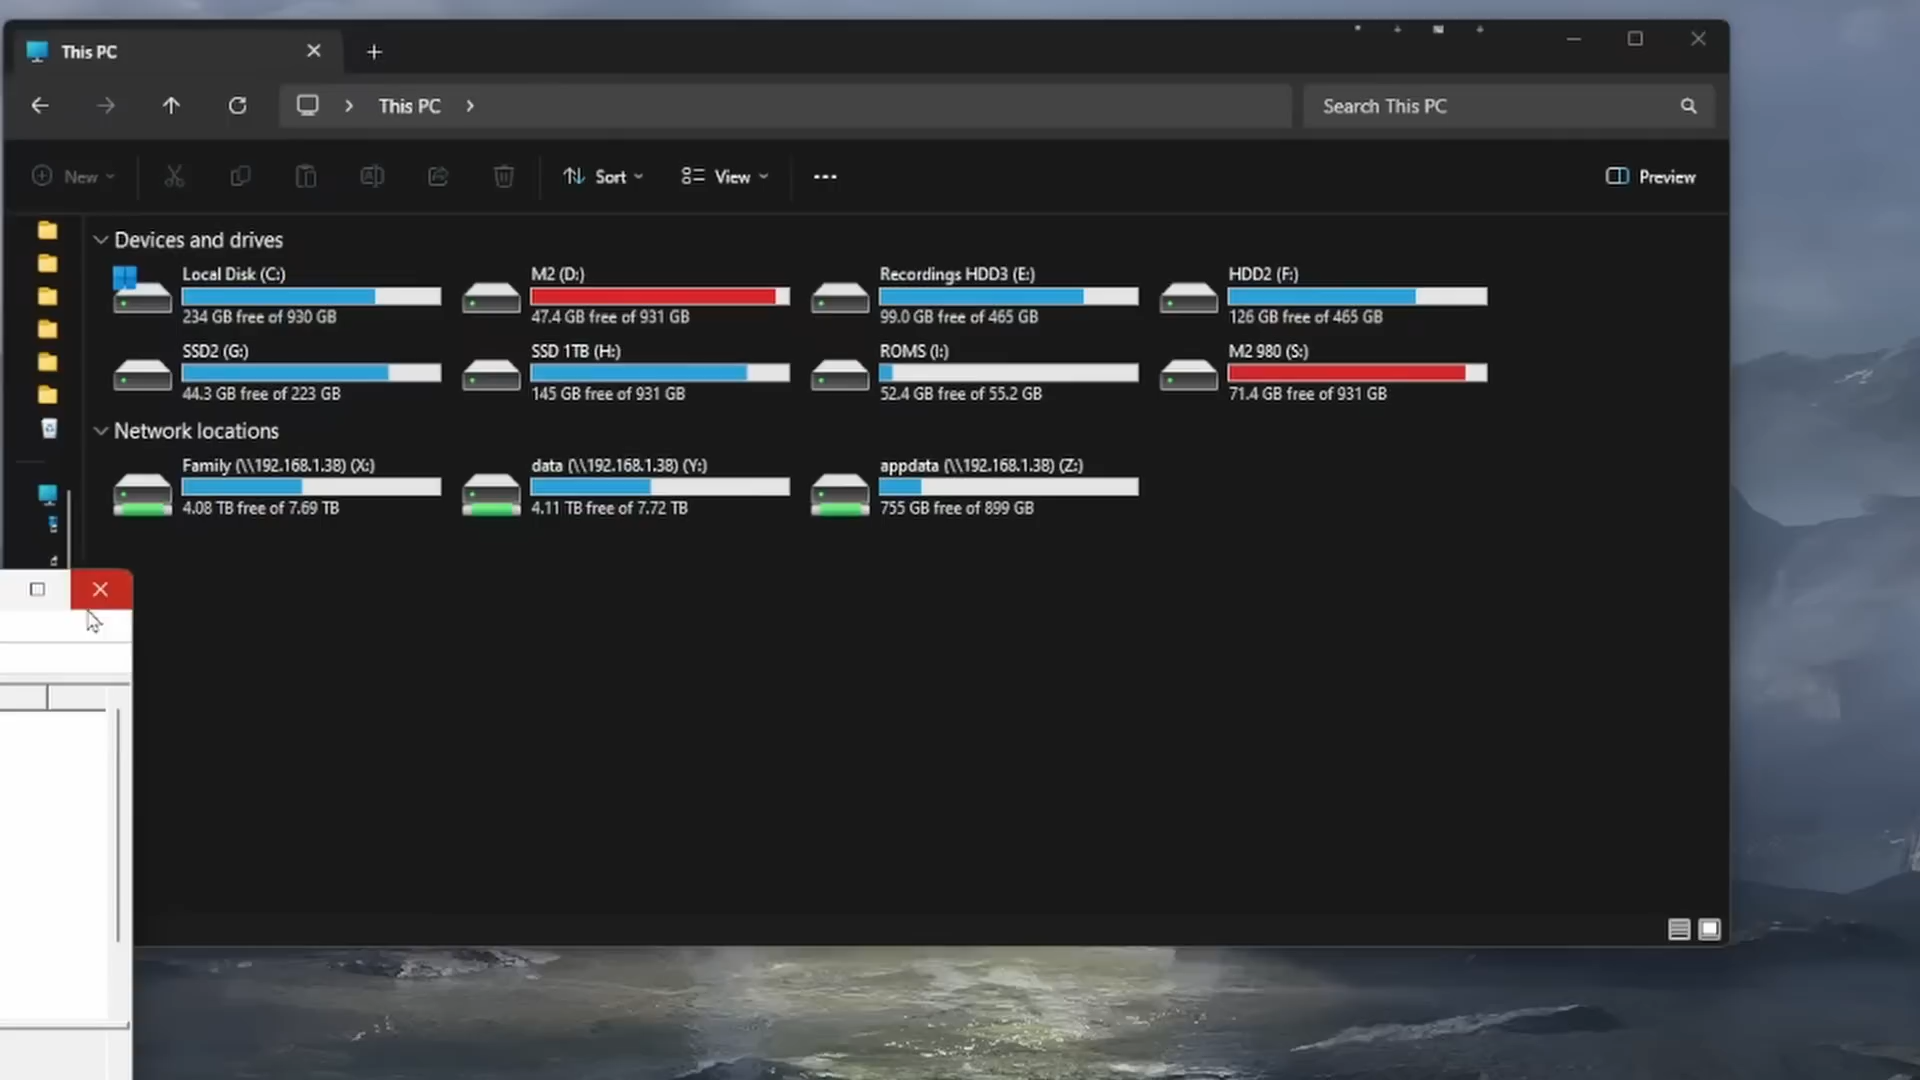 This PC
This PC
Search This PC
New
Sort
View
Preview
Devices and drives
Local Disk (C:)
234 GB free of 930 GB
M2 (D:)
47.4 GB free of 931 GB
Recordings HDD3 (E:)
99.0 GB free of 465 GB
HDD2 (F:)
126 GB free of 465 GB
SSD2 (G:)
44.3 GB free of 223 GB
SSD 1TB (H:)
145 GB free of 931 GB
ROMS (I:)
52.4 GB free of 55.2 GB
M2 980 (S:)
71.4 GB free of 931 GB
Network locations
Family (\\192.168.1.38) (X:)
4.08 TB free of 7.69 TB
data (\\192.168.1.38) (Y:)
4.11 TB free of 7.72 TB
appdata (\\192.168.1.38) (Z:)
755 GB free of 899 GB